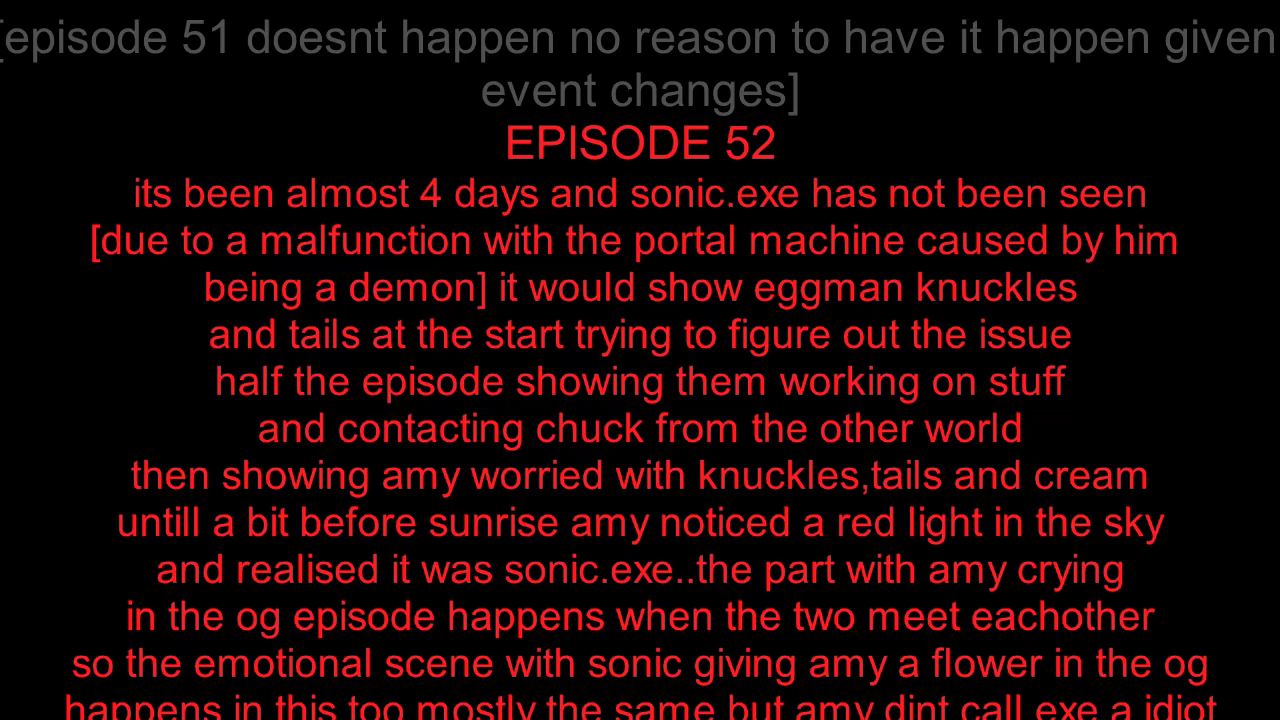 [episode 51 doesnt happen no reason to have it happen given
event changes]
EPISODE 52
its been almost 4 days and sonic.exe has not been seen
[due to a malfunction with the portal machine caused by him
being a demon] it would show eggman knuckles
and tails at the start trying to figure out the issue
half the episode showing them working on stuff
and contacting chuck from the other world
then showing amy worried with knuckles,tails and cream
untill a bit before sunrise amy noticed a red light in the sky
and realised it was sonic.exe..the part with amy crying
in the og episode happens when the two meet eachother
so the emotional scene with sonic giving amy a flower in the og
happens in this too mostly the same but amy dint call exe a idiot